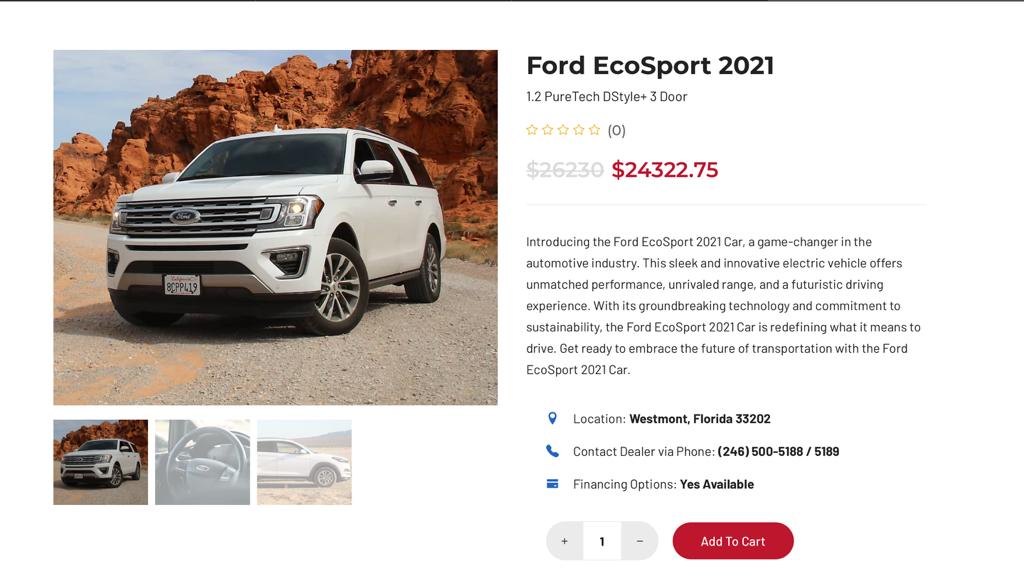 Ford EcoSport 2021
1.2 PureTech DStyle+ 3 Door
(0)
$26230 $24322.75
Introducing the Ford EcoSport 2021 Car, a game-changer in the
automotive industry. This sleek and innovative electric vehicle offers
unmatched performance, unrivaled range, and a futuristic driving
experience. With its groundbreaking technology and commitment to
sustainability, the Ford EcoSport 2021 Car is redefining what it means to
drive. Get ready to embrace the future of transportation with the Ford
EcoSport 2021 Car.
Location: Westmont, Florida 33202
Contact Dealer via Phone: (246) 500-5188 / 5189
Financing Options: Yes Available
+ 1 −
Add To Cart
Ford
California
8CPP419